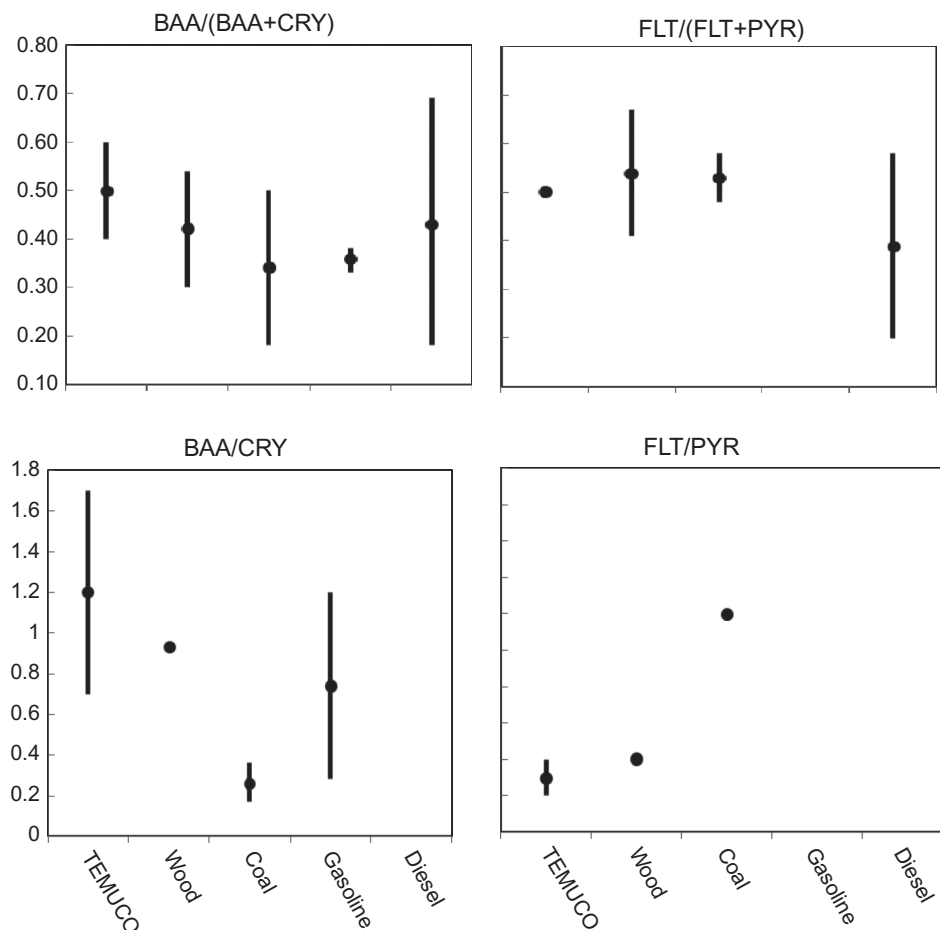 BAA/(BAA+CRY)
FLT/(FLT+PYR)
0.80
0.70
0.60
0.50
0.40
0.30
0.20
0.10
BAA/CRY
FLT/PYR
1.8
1.6
1.4
1.2
1
0.8
0.6
0.4
0.2
0
TEMUCO
Wood
Coal
Gasoline
Diesel
TEMUCO
Wood
Coal
Gasoline
Diesel